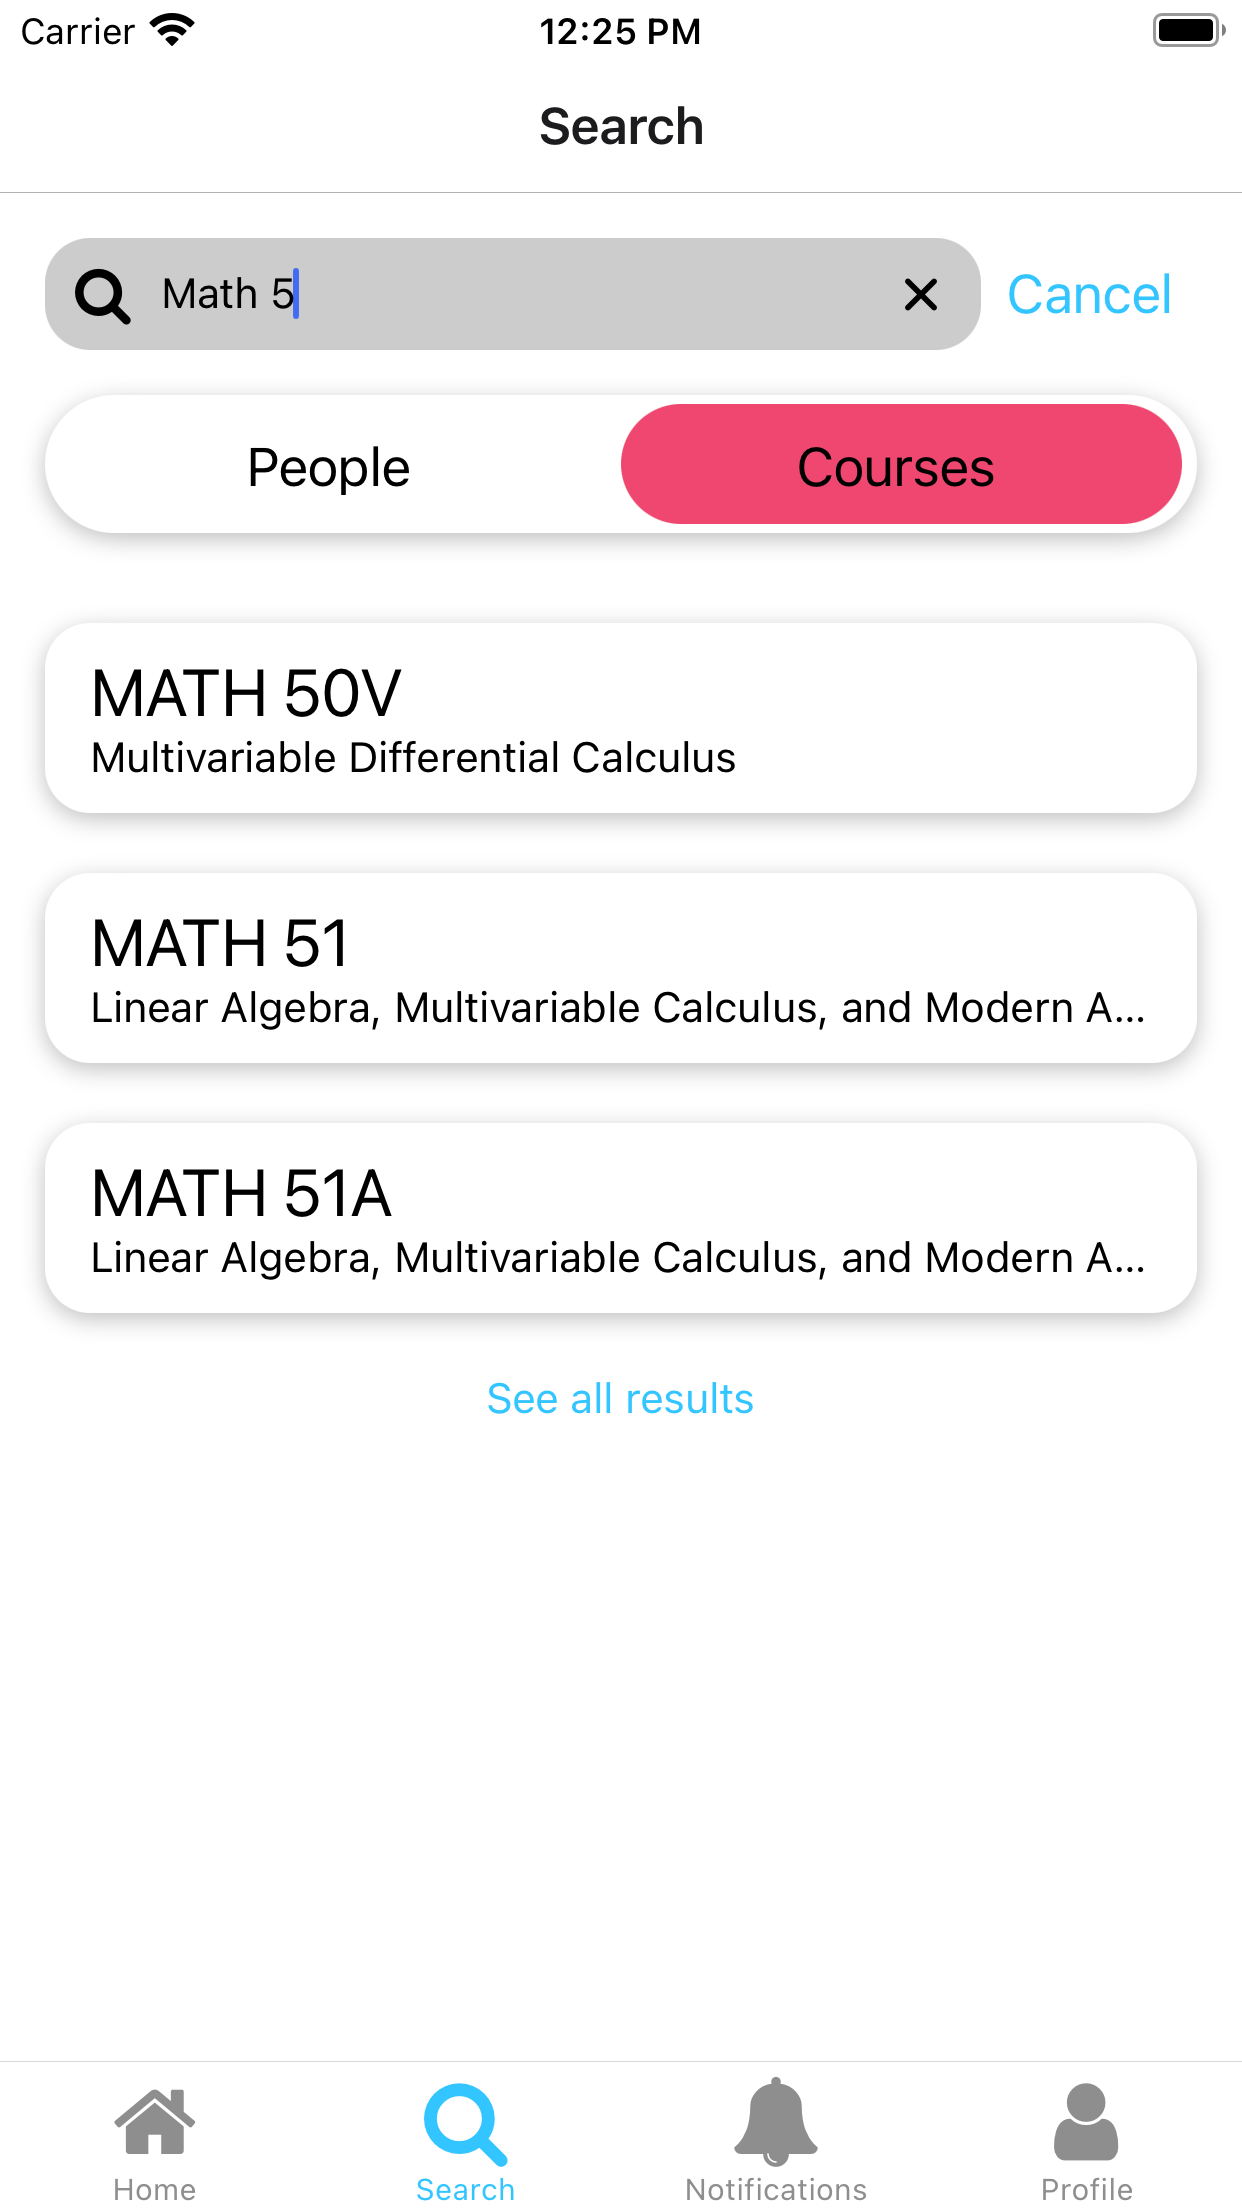 Carrier 12:25 PM
Search
Math 5 Cancel
People Courses
MATH 50V
Multivariable Differential Calculus
MATH 51
Linear Algebra, Multivariable Calculus, and Modern A...
MATH 51A
Linear Algebra, Multivariable Calculus, and Modern A...
See all results
Home Search Notifications Profile